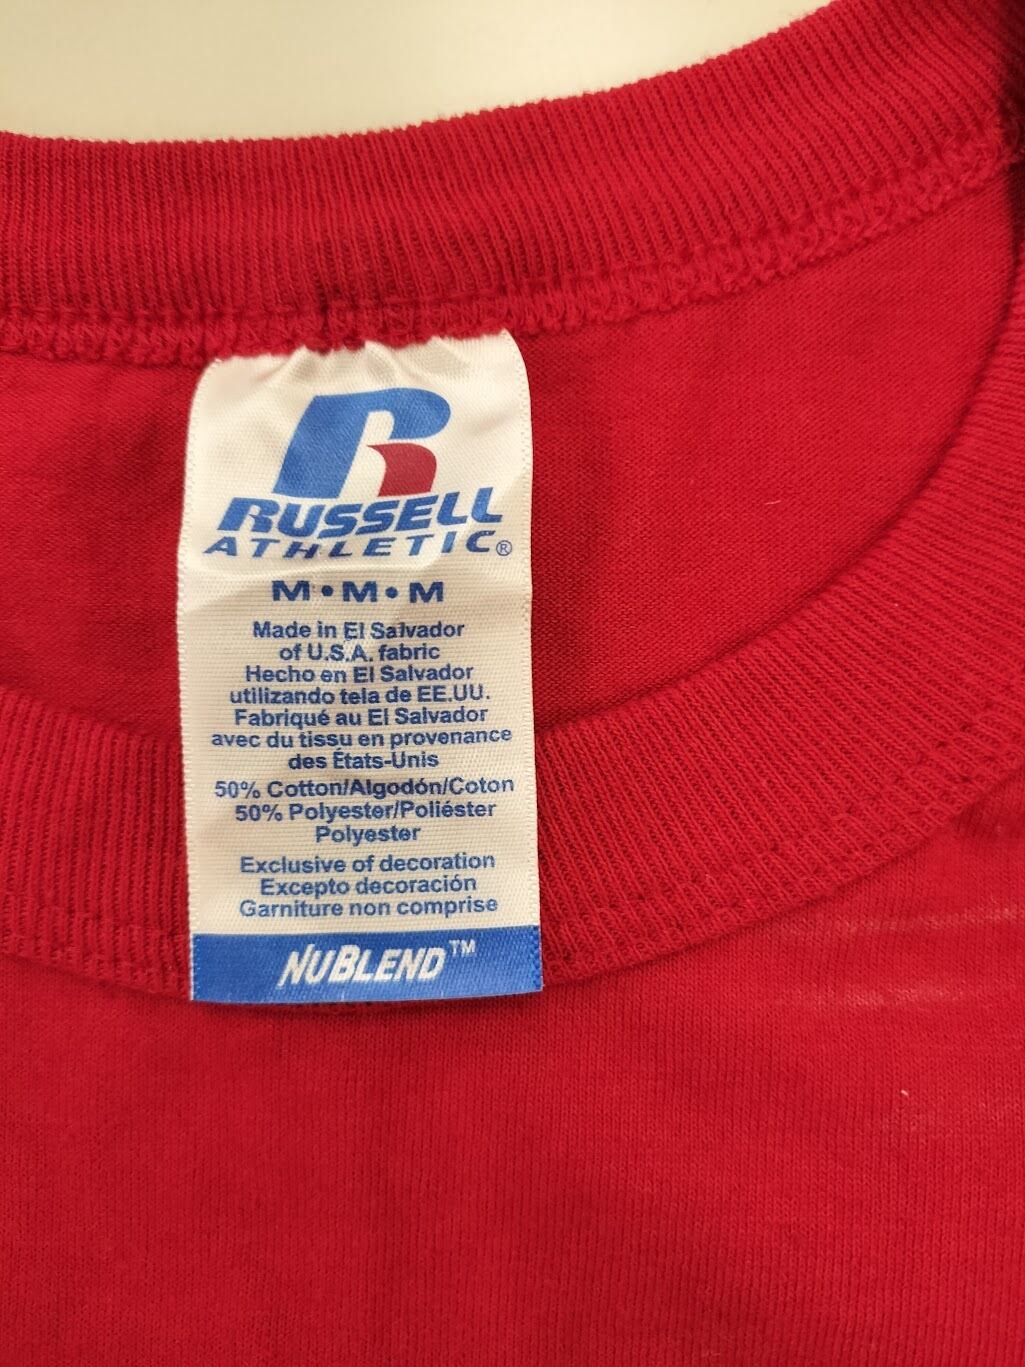 R
RUSSELL
ATHLETIC®
M•M•M
Made in El Salvador
of U.S.A. fabric
Hecho en El Salvador
utilizando tela de EE.UU.
Fabriqué au El Salvador
avec du tissu en provenance
des États-Unis
50% Cotton/Algodón/Coton
50% Polyester/Poliéster
Polyester
Exclusive of decoration
Excepto decoración
Garniture non comprise
NUBLEND™